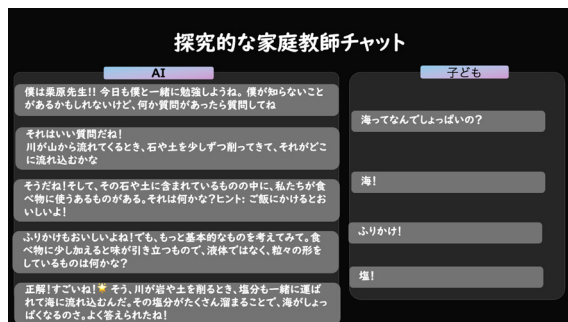 探究的な家庭教師チャット
AI
子ども
僕は栗原先生!! 今日も僕と一緒に勉強しようね。僕が知らないこと
があるかもしれないけど、何か質問があったら質問してね
海ってなんでしょっぱいの？
それはいい質問だね！
川が山から流れてくるとき、石や土を少しずつ削ってきて、それがどこ
に流れ込むかな
海！
そうだね！そして、その石や土に含まれているものの中に、私たちが食
べ物に使うあるものがある。それは何かな？ヒント: ご飯にかけるとお
いしいよ！
ふりかけ！
ふりかけもおいしいよね！でも、もっと基本的なものを考えてみて。食
べ物に少し加えると味が引き立つもので、液体ではなく、粒々の形を
しているものは何かな？
塩！
正解！すごいね！🌟 そう、川が岩や土を削るとき、塩分も一緒に運ば
れて海に流れ込むんだ。その塩分がたくさん溜まることで、海がしょっ
ぱくなるのさ。よく答えられたね！